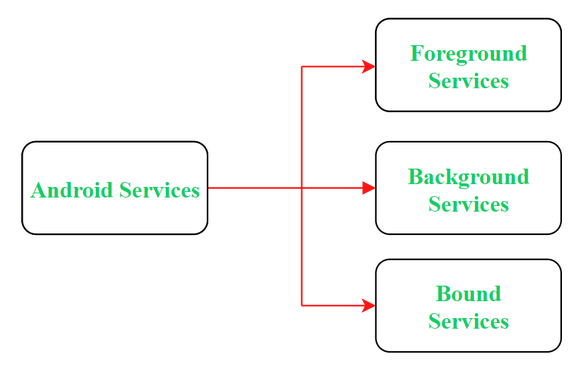 Android Services
Foreground
Services
Background
Services
Bound
Services